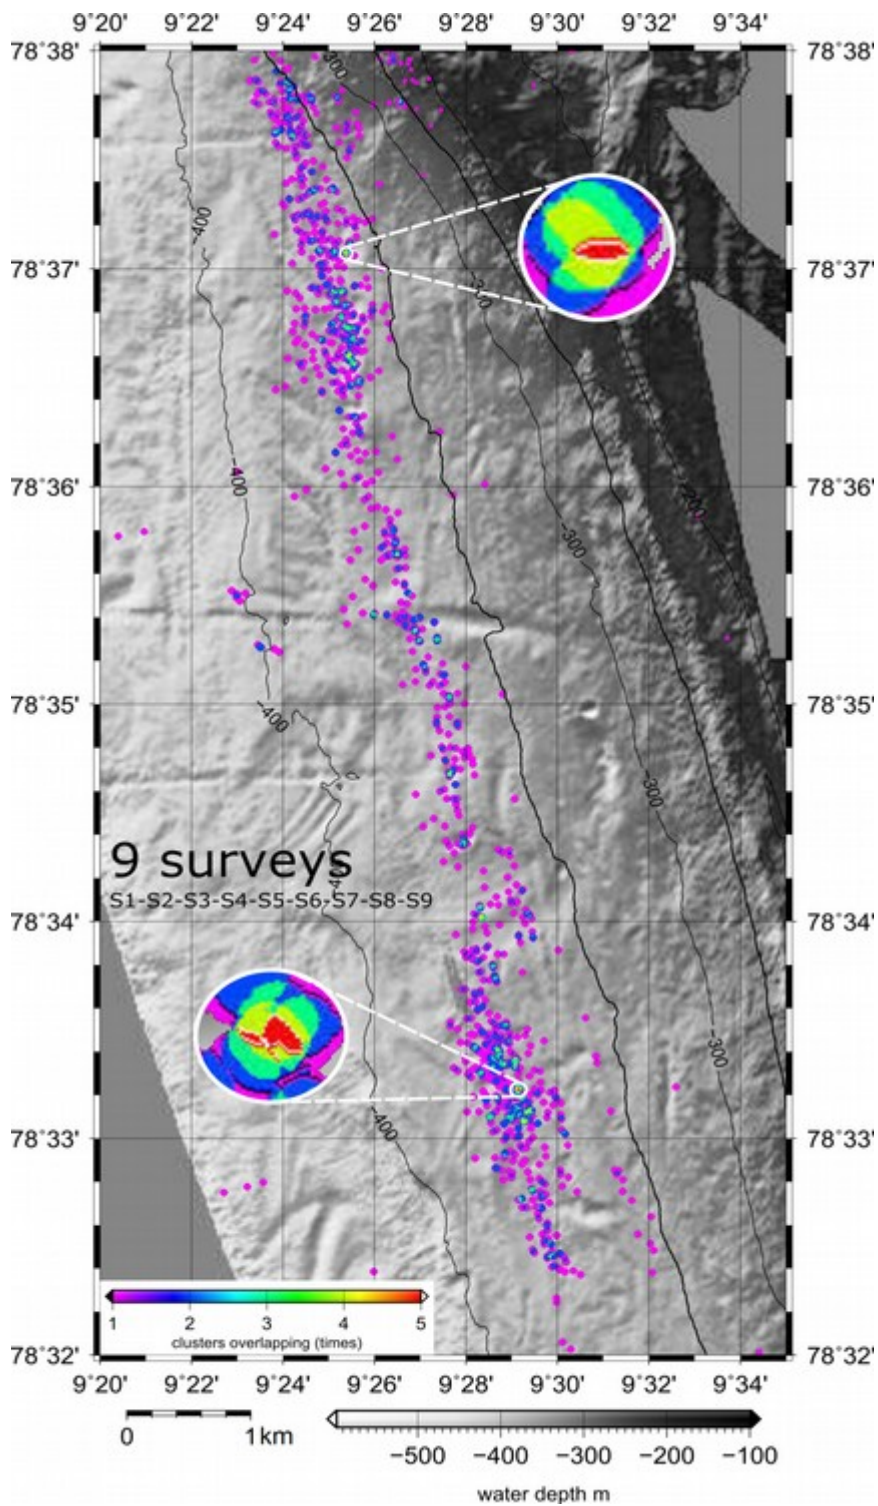 9˚20' 9˚22' 9˚24' 9˚26' 9˚28' 9˚30' 9˚32' 9˚34'
78˚38' 78˚38'
−300
−400
78˚37' 78˚37'
−400
78˚36' 78˚36'
−200
−300
78˚35' 78˚35'
−400
−300
9 surveys
S1-S2-S3-S4-S5-S6-S7-S8-S9
78˚34' 78˚34'
−300
−400
78˚33' 78˚33'
1 2 3 4 5
clusters overlapping (times)
78˚32' 78˚32'
9˚20' 9˚22' 9˚24' 9˚26' 9˚28' 9˚30' 9˚32' 9˚34'
0 1km
−500 −400 −300 −200 −100
water depth m